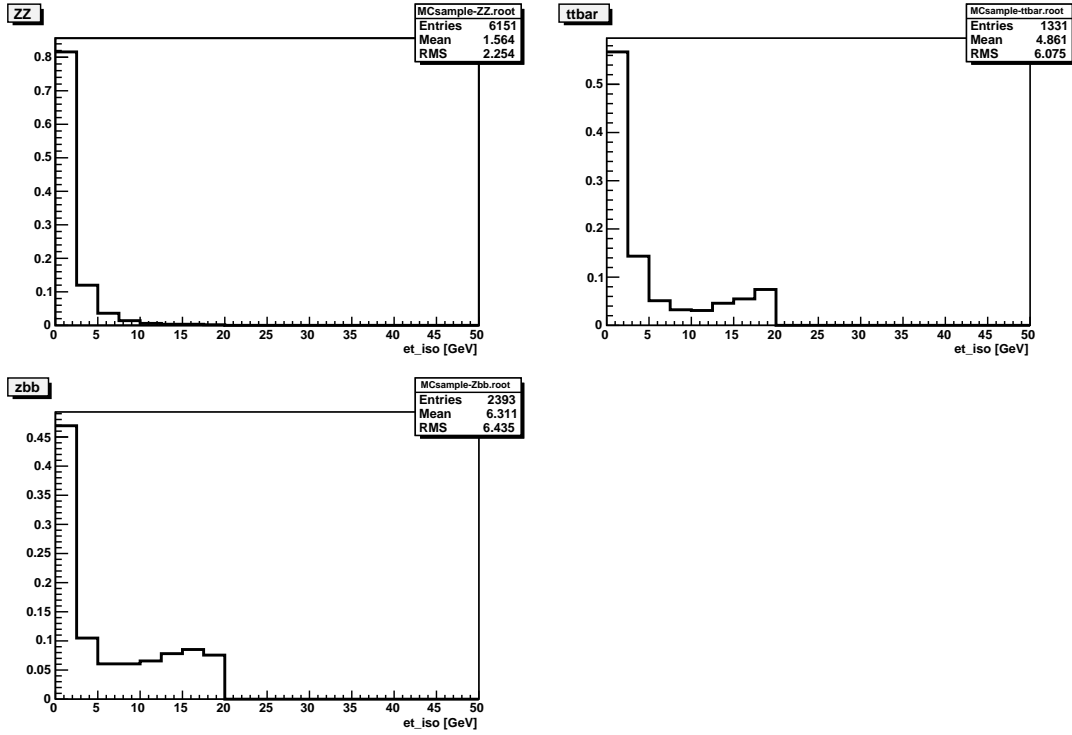 ZZ
MCsample-ZZ.root
Entries 6151
Mean 1.564
RMS 2.254
0.8
0.7
0.6
0.5
0.4
0.3
0.2
0.1
0
0 5 10 15 20 25 30 35 40 45 50
et_iso [GeV]
ttbar
MCsample-ttbar.root
Entries 1331
Mean 4.861
RMS 6.075
0.5
0.4
0.3
0.2
0.1
0
0 5 10 15 20 25 30 35 40 45 50
et_iso [GeV]
zbb
MCsample-Zbb.root
Entries 2393
Mean 6.311
RMS 6.435
0.45
0.4
0.35
0.3
0.25
0.2
0.15
0.1
0.05
0
0 5 10 15 20 25 30 35 40 45 50
et_iso [GeV]